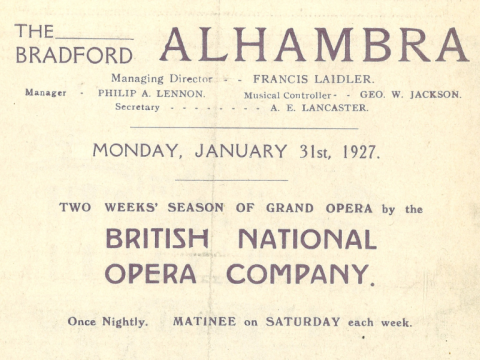 THE BRADFORD ALHAMBRA
Managing Director - - FRANCIS LAIDLER.
Manager - PHILIP A. LENNON. Musical Controller - - GEO. W. JACKSON.
Secretary - - - - - - - - A. E. LANCASTER.
MONDAY, JANUARY 31st, 1927.
TWO WEEKS' SEASON OF GRAND OPERA by the
BRITISH NATIONAL
OPERA COMPANY.
Once Nightly. MATINEE on SATURDAY each week.